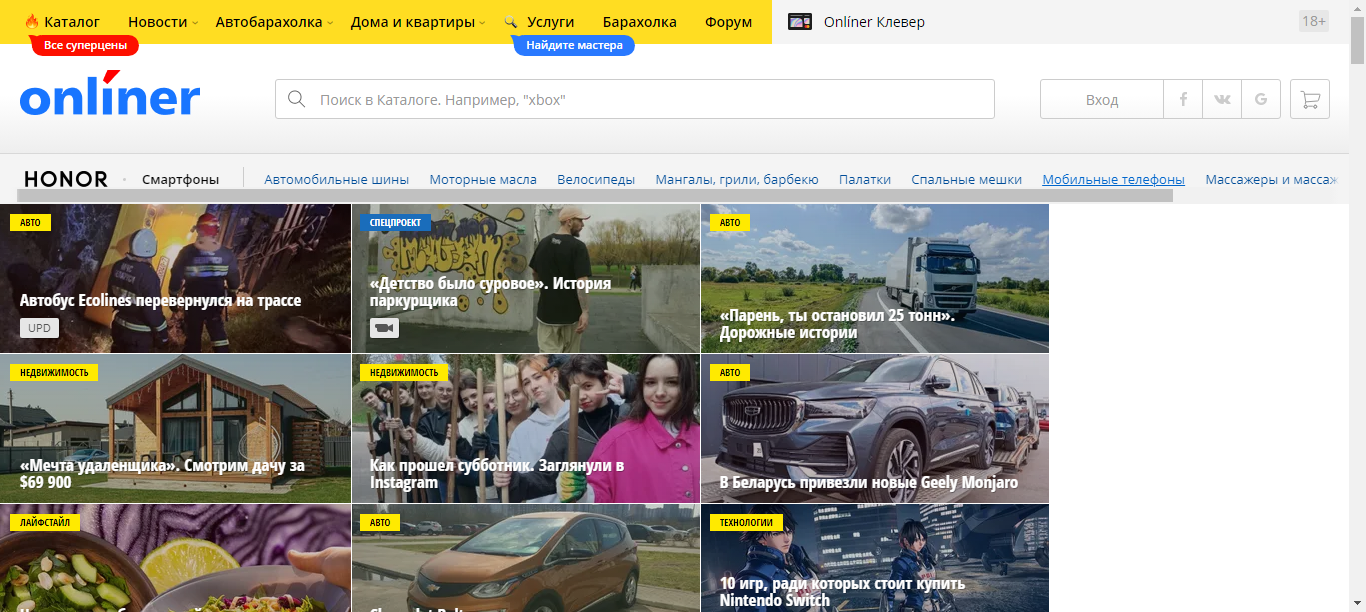 Каталог Новости Автобарахолка Дома и квартиры Услуги Барахолка Форум Onlíner Клевер 18+
Все суперцены Найдите мастера
onlíner
Поиск в Каталоге. Например, "xbox"
Вход
HONOR Смартфоны Автомобильные шины Моторные масла Велосипеды Мангалы, грили, барбекю Палатки Спальные мешки Мобильные телефоны Массажеры и
АВТО
Автобус Ecolines перевернулся на трассе
UPD
СПЕЦПРОЕКТ
«Детство было суровое». История
паркурщика
АВТО
«Парень, ты остановил 25 тонн».
Дорожные истории
НЕДВИЖИМОСТЬ
«Мечта удаленщика». Смотрим дачу за
$69 900
НЕДВИЖИМОСТЬ
Как прошел субботник. Заглянули в
Instagram
АВТО
В Беларусь привезли новые Geely Monjaro
ЛАЙФСТАЙЛ
АВТО
ТЕХНОЛОГИИ
10 игр, ради которых стоит купить
Nintendo Switch